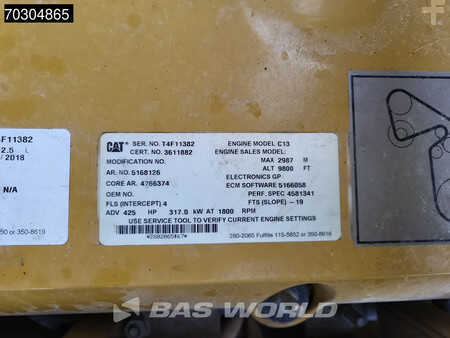 70304865
F11382
2.5 L
/ 2018
N/A
50 or 350-8619
CAT
SER. NO. T4F11382 ENGINE MODEL C13
CERT. NO. 3611882 ENGINE SALES MODEL:
MODIFICATION NO. MAX 2987 M
ALT 9800 FT
AR. NO. 5168126 ELECTRONICS GP
CORE AR. 4766374 ECM SOFTWARE 5166058
OEM NO. PERF. SPEC 4581341
FLS (INTERCEPT) 4 FTS (SLOPE) -19
ADV 425 HP 317.0 kW AT 1800 RPM
USE SERVICE TOOL TO VERIFY CURRENT ENGINE SETTINGS
280-2065 Fulfills 115-5852 or 350-8619
BAS WORLD